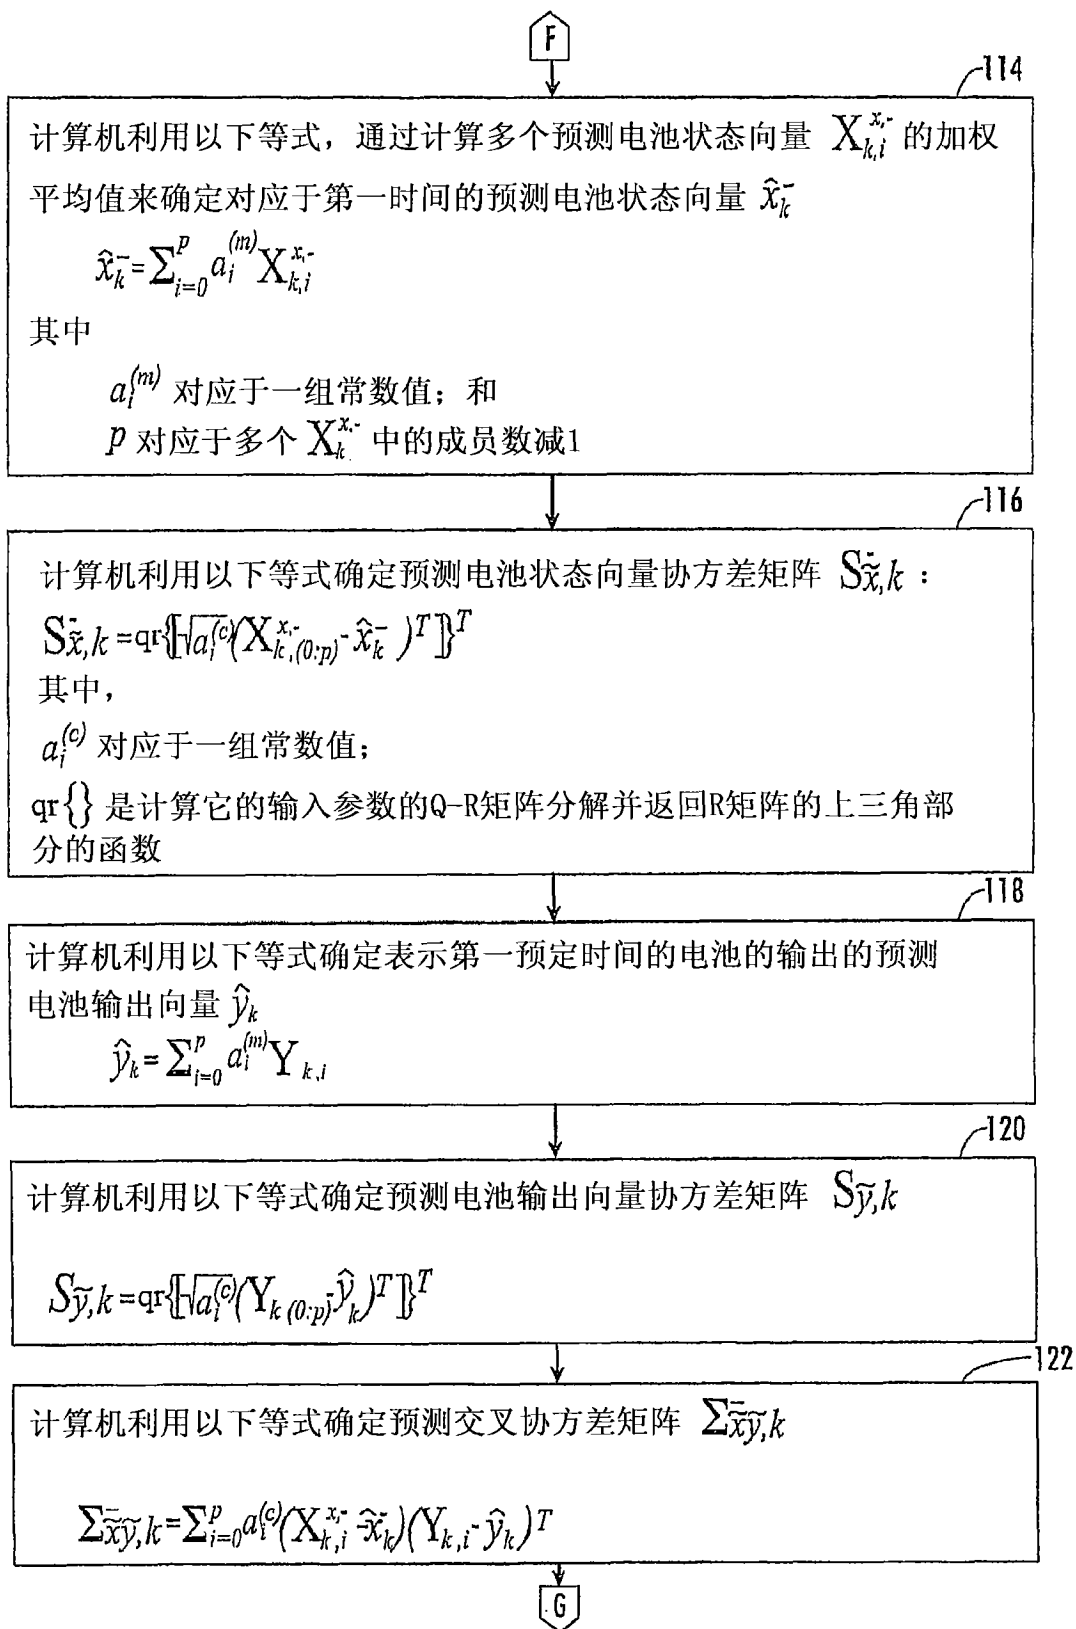 F
114
计算机利用以下等式，通过计算多个预测电池状态向量 X_{k,i}^{x,-} 的加权
平均值来确定对应于第一时间的预测电池状态向量 x̂_k^-
x̂_k^- = ∑_{i=0}^{p} a_i^{(m)} X_{k,i}^{x,-}
其中
a_i^{(m)} 对应于一组常数值；和
p 对应于多个 X_k^{x,-} 中的成员数减1
116
计算机利用以下等式确定预测电池状态向量协方差矩阵 S_{x̃,k}^-：
S_{x̃,k}^- = qr{[√a_i^{(c)} (X_{k,(0:p)}^{x,-} - x̂_k^-)^T]}^T
其中，
a_i^{(c)} 对应于一组常数值；
qr{} 是计算它的输入参数的Q-R矩阵分解并返回R矩阵的上三角部
分的函数
118
计算机利用以下等式确定表示第一预定时间的电池的输出的预测
电池输出向量 ŷ_k
ŷ_k = ∑_{i=0}^{p} a_i^{(m)} Y_{k,i}
120
计算机利用以下等式确定预测电池输出向量协方差矩阵 S_{ỹ,k}
S_{ỹ,k} = qr{[√a_i^{(c)} (Y_{k(0:p)} - ŷ_k)^T]}^T
122
计算机利用以下等式确定预测交叉协方差矩阵 ∑_{x̃ỹ,k}^-
∑_{x̃ỹ,k}^- = ∑_{i=0}^{p} a_i^{(c)} (X_{k,i}^{x,-} - x̂_k^-)(Y_{k,i} - ŷ_k)^T
G